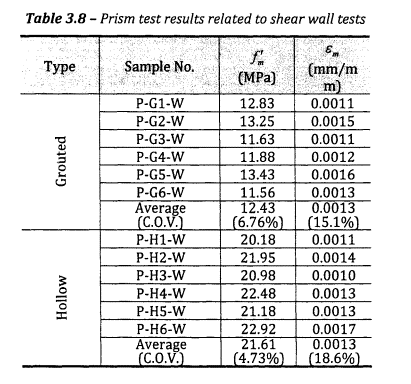 Table 3.8 – Prism test results related to shear wall tests
Type Sample No. f'm (MPa) εm (mm/m m)
Grouted
P-G1-W 12.83 0.0011
P-G2-W 13.25 0.0015
P-G3-W 11.63 0.0011
P-G4-W 11.88 0.0012
P-G5-W 13.43 0.0016
P-G6-W 11.56 0.0013
Average 12.43 0.0013
(C.O.V.) (6.76%) (15.1%)
Hollow
P-H1-W 20.18 0.0011
P-H2-W 21.95 0.0014
P-H3-W 20.98 0.0010
P-H4-W 22.48 0.0013
P-H5-W 21.18 0.0013
P-H6-W 22.92 0.0017
Average 21.61 0.0013
(C.O.V.) (4.73%) (18.6%)